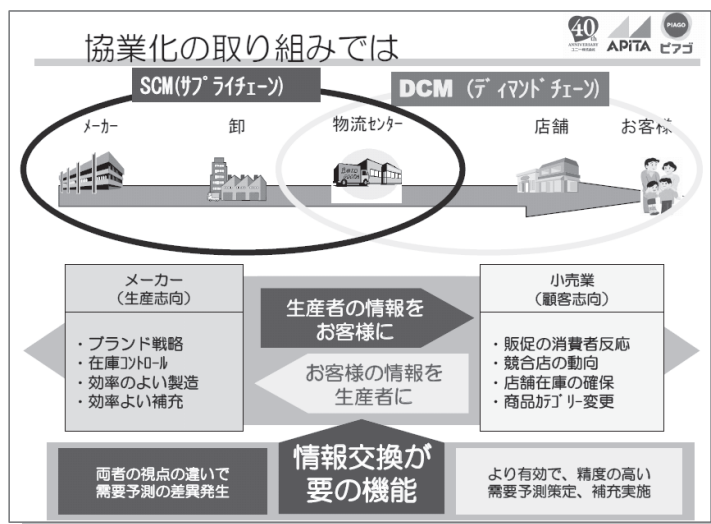 協業化の取り組みでは
40th
ANNIVERSARY
APiTA
PIAGO
ピアゴ
SCM(サプライチェーン)
DCM (ディマンドチェーン)
メーカー
卸
物流センター
店舗
お客様
メーカー
(生産志向)
・ブランド戦略
・在庫コントロール
・効率のよい製造
・効率よい補充
生産者の情報を
お客様に
お客様の情報を
生産者に
小売業
(顧客志向)
・販促の消費者反応
・競合店の動向
・店舗在庫の確保
・商品カテゴリー変更
両者の視点の違いで
需要予測の差異発生
情報交換が
要の機能
より有効で、精度の高い
需要予測策定、補充実施